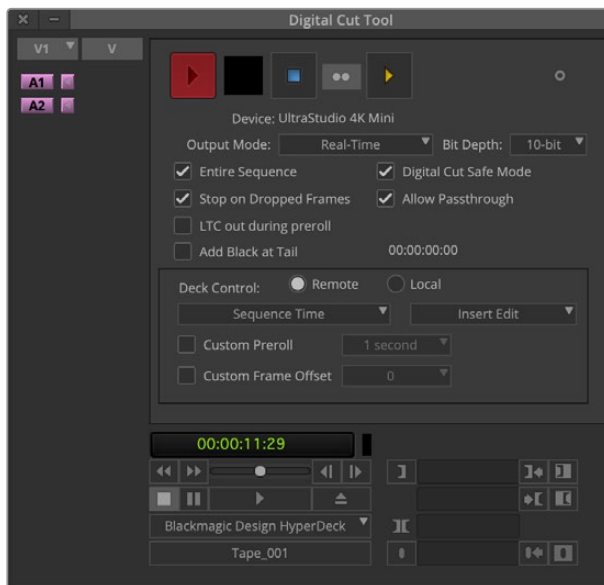 Digital Cut Tool
V1 V
A1
A2
Device: UltraStudio 4K Mini
Output Mode: Real-Time Bit Depth: 10-bit
Entire Sequence Digital Cut Safe Mode
Stop on Dropped Frames Allow Passthrough
LTC out during preroll
Add Black at Tail 00:00:00:00
Deck Control: Remote Local
Sequence Time Insert Edit
Custom Preroll 1 second
Custom Frame Offset 0
00:00:11:29
Blackmagic Design HyperDeck
Tape_001